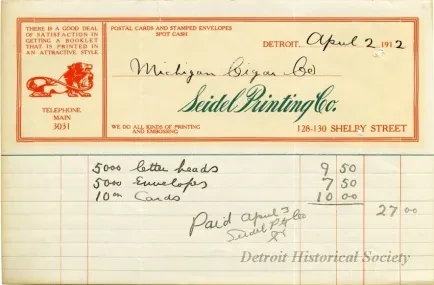 THERE IS A GOOD DEAL
OF SATISFACTION IN
GETTING A BOOKLET
THAT IS PRINTED IN
AN ATTRACTIVE STYLE
TELEPHONE
MAIN
3031
POSTAL CARDS AND STAMPED ENVELOPES
SPOT CASH
DETROIT, April 2, 1912
Michigan Cigar Co
Seidel Printing Co.
WE DO ALL KINDS OF PRINTING
AND EMBOSSING
128-130 SHELBY STREET
5000 letter heads 9 50
5000 Envelopes 7 50
1000 Cards 10 00
27 00
Paid April 3
Seidel P Co
Detroit Historical Society